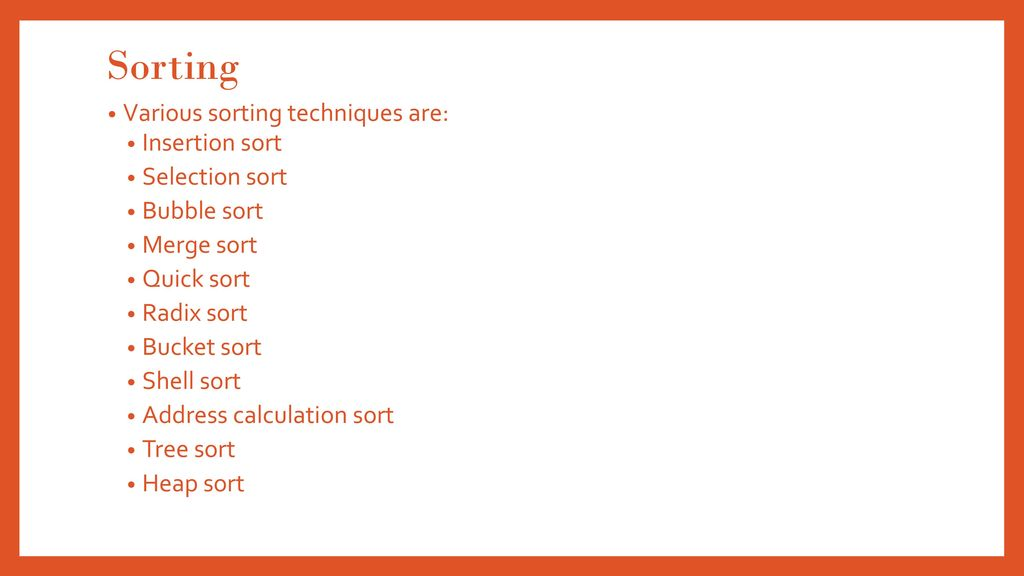 Sorting
• Various sorting techniques are:
• Insertion sort
• Selection sort
• Bubble sort
• Merge sort
• Quick sort
• Radix sort
• Bucket sort
• Shell sort
• Address calculation sort
• Tree sort
• Heap sort